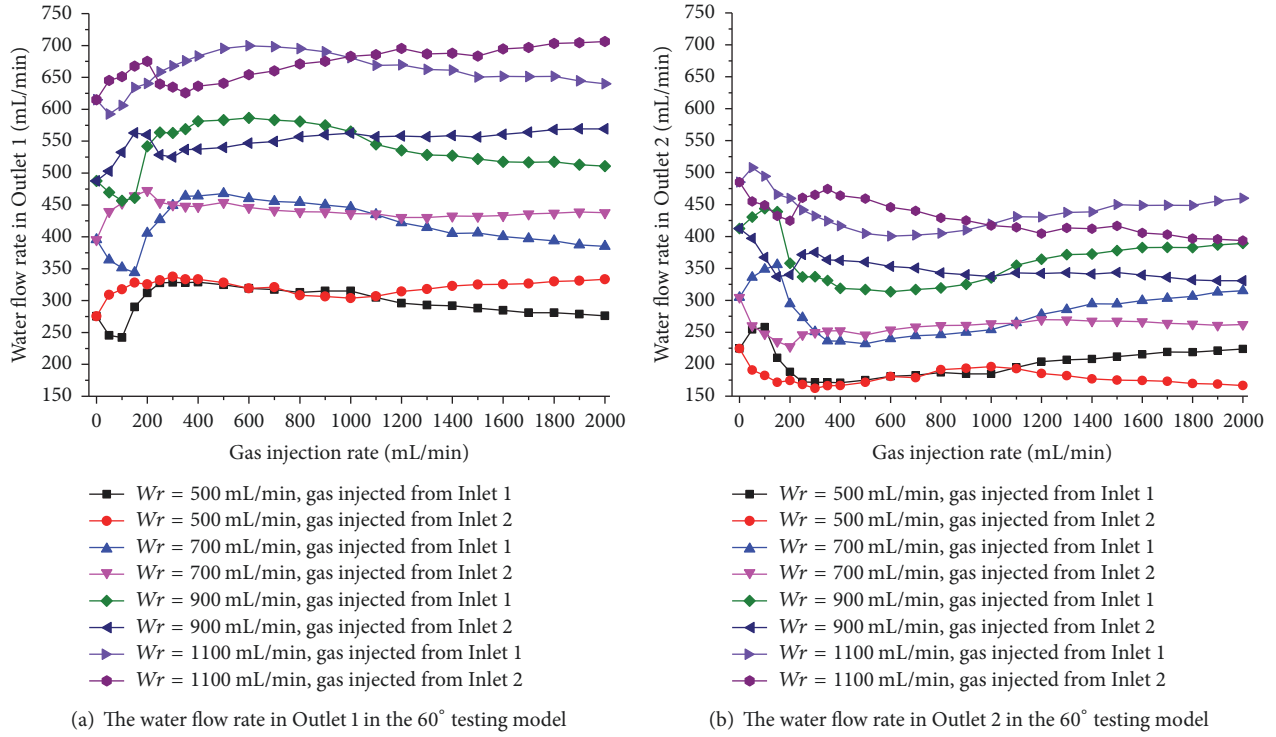 750
700
650
600
550
500
450
400
350
300
250
200
150
Water flow rate in Outlet 1 (mL/min)
0 200 400 600 800 1000 1200 1400 1600 1800 2000
Gas injection rate (mL/min)
Wr = 500 mL/min, gas injected from Inlet 1
Wr = 500 mL/min, gas injected from Inlet 2
Wr = 700 mL/min, gas injected from Inlet 1
Wr = 700 mL/min, gas injected from Inlet 2
Wr = 900 mL/min, gas injected from Inlet 1
Wr = 900 mL/min, gas injected from Inlet 2
Wr = 1100 mL/min, gas injected from Inlet 1
Wr = 1100 mL/min, gas injected from Inlet 2
(a) The water flow rate in Outlet 1 in the 60° testing model
750
700
650
600
550
500
450
400
350
300
250
200
150
Water flow rate in Outlet 2 (mL/min)
0 200 400 600 800 1000 1200 1400 1600 1800 2000
Gas injection rate (mL/min)
Wr = 500 mL/min, gas injected from Inlet 1
Wr = 500 mL/min, gas injected from Inlet 2
Wr = 700 mL/min, gas injected from Inlet 1
Wr = 700 mL/min, gas injected from Inlet 2
Wr = 900 mL/min, gas injected from Inlet 1
Wr = 900 mL/min, gas injected from Inlet 2
Wr = 1100 mL/min, gas injected from Inlet 1
Wr = 1100 mL/min, gas injected from Inlet 2
(b) The water flow rate in Outlet 2 in the 60° testing model